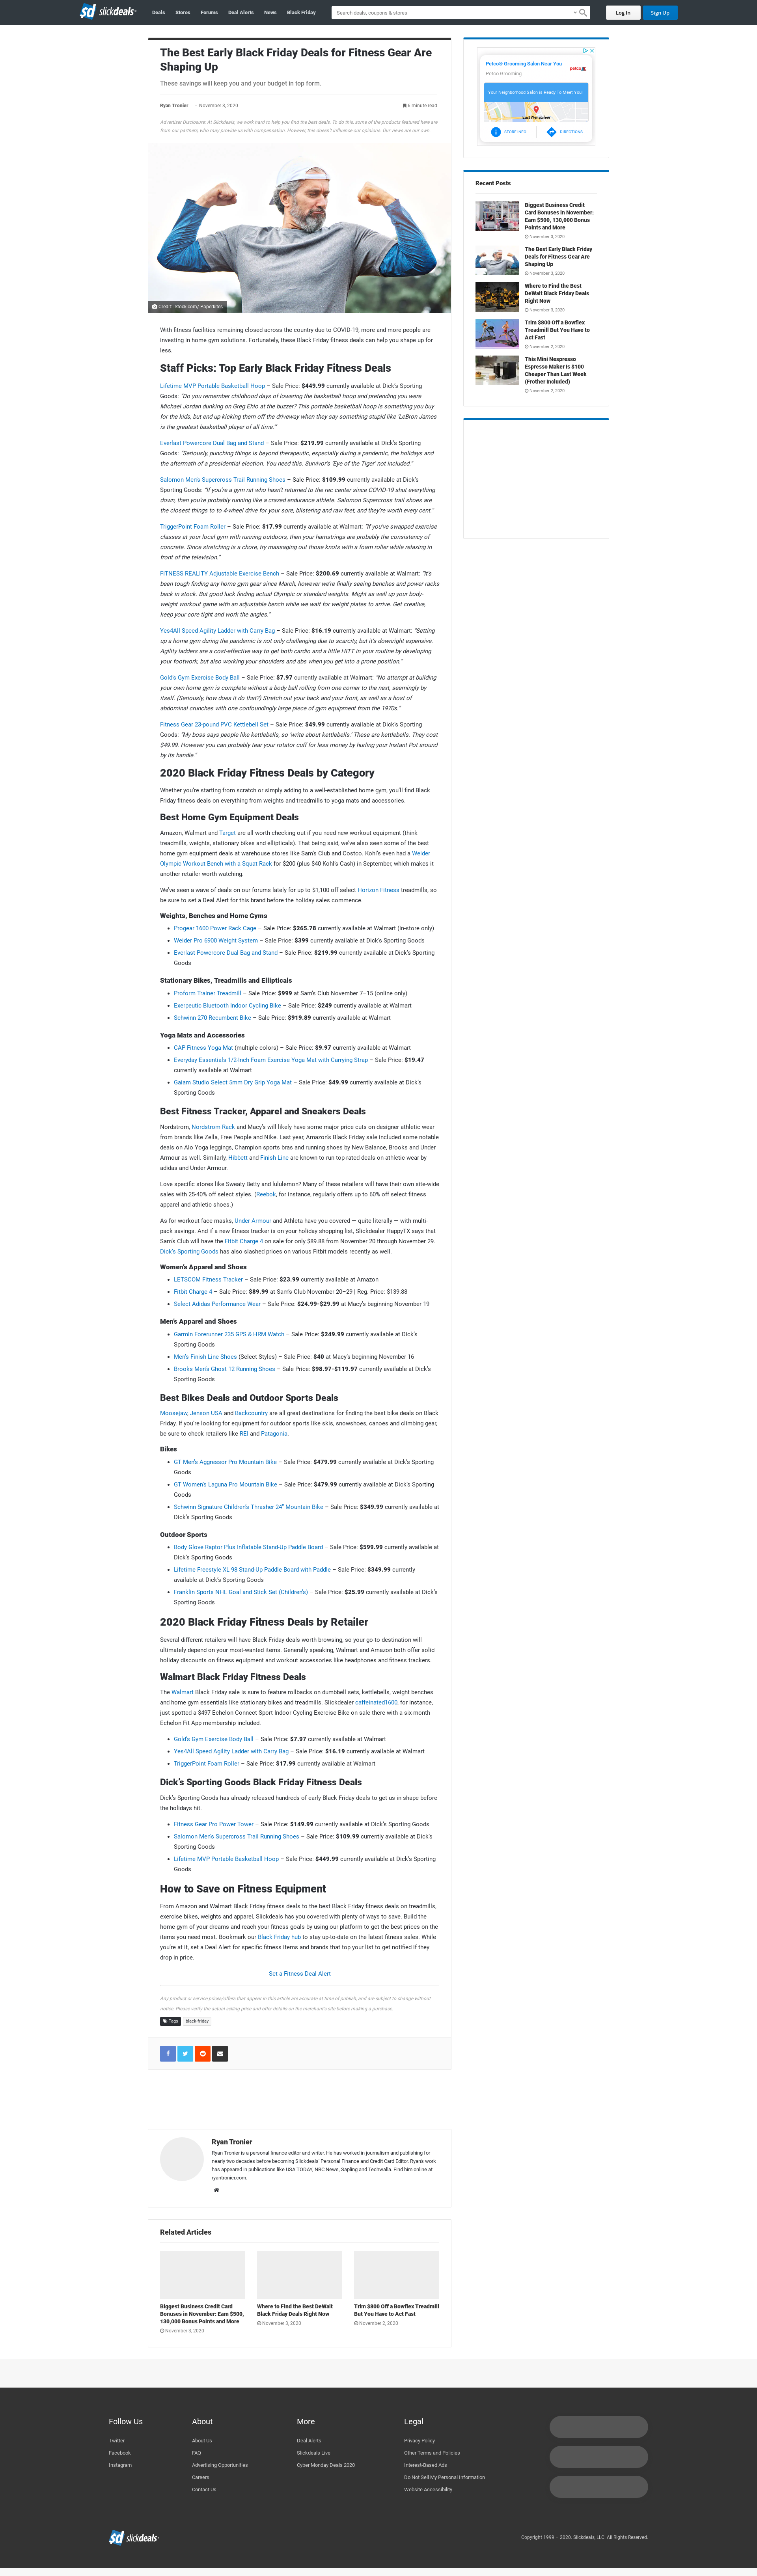 slickdeals
Deals
Stores
Forums
Deal Alerts
News
Black Friday
Search deals, coupons & stores
Log In
Sign Up
The Best Early Black Friday Deals for Fitness Gear Are
Shaping Up
These savings will keep you and your budget in top form.
Ryan Tronier
November 3, 2020
6 minute read
Advertiser Disclosure: At Slickdeals, we work hard to help you find the best deals. To do this, some of the products featured here are
from our partners, who may provide us with compensation. However, this doesn't influence our opinions. Our views are our own.
Credit: iStock.com/ Paperkites
With fitness facilities remaining closed across the country due to COVID-19, more and more people are
investing in home gym solutions. Fortunately, these Black Friday fitness deals can help you shape up for
less.
Staff Picks: Top Early Black Friday Fitness Deals
Lifetime MVP Portable Basketball Hoop – Sale Price: $449.99 currently available at Dick's Sporting
Goods: "Do you remember childhood days of lowering the basketball hoop and pretending you were
Michael Jordan dunking on Greg Ehlo at the buzzer? This portable basketball hoop is something you buy
for the kids, but end up kicking them off the driveway when they say something stupid like 'LeBron James
is the greatest basketball player of all time.'"
Everlast Powercore Dual Bag and Stand – Sale Price: $219.99 currently available at Dick's Sporting
Goods: "Seriously, punching things is beyond therapeutic, especially during a pandemic, the holidays and
the aftermath of a presidential election. You need this. Survivor's 'Eye of the Tiger' not included."
Salomon Men's Supercross Trail Running Shoes – Sale Price: $109.99 currently available at Dick's
Sporting Goods: "If you're a gym rat who hasn't returned to the rec center since COVID-19 shut everything
down, then you're probably running like a crazed endurance athlete. Salomon Supercross trail shoes are
for your sore, blistering tootsies on and off the trail, and they're worth every cent."
TriggerPoint Foam Roller – Sale Price: $17.99 currently available at Walmart: "If you've swapped exercise
classes at your local gym with running outdoors, then your hamstrings are probably the consistency of
cement. Since stretching is a chore, try massaging out those knots with a foam roller while relaxing in
front of the television."
FITNESS REALITY Adjustable Exercise Bench – Sale Price: $200.69 currently available at Walmart: "It's
been tough finding any home gym gear since March, however we're finally seeing benches and power racks
back in stock. But good luck finding actual Olympic or standard weights. Might as well up your body-
weight workout game with an adjustable bench while we wait for weight plates to arrive. Get creative,
keep your core tight and work the angles."
Yes4All Speed Agility Ladder with Carry Bag – Sale Price: $16.19 currently available at Walmart: "Setting
up a home gym during the pandemic is not only challenging due to scarcity, but it's downright expensive.
Agility ladders are a cost-effective way to get both cardio and a little HITT in your routine by developing
your footwork, but also working your shoulders and abs when you get into a prone position."
Gold's Gym Exercise Body Ball – Sale Price: $7.97 currently available at Walmart: "No attempt at building
your own home gym is complete without a body ball rolling from one corner to the next, seemingly by
itself. (Seriously, how does it do that?) Stretch out your back and your front, as well as a host of
abdominal crunches with one of civilization's greatest pieces of gym equipment from the 1970s."
Fitness Gear 23-pound PVC Kettlebell Set – Sale Price: $49.99 currently available at Dick's Sporting
Goods: "My boss says people like kettlebells, so 'write about kettlebells.' These are kettlebells. They cost
$49.99. However you can probably tear your rotator cuff for less money by hurling your Instant Pot around
by its handle."
2020 Black Friday Fitness Deals by Category
Whether you're starting from scratch or simply adding to a well-established home gym, you'll find Black
Friday fitness deals on everything from weights and treadmills to yoga mats and accessories.
Best Home Gym Equipment Deals
Amazon, Walmart and Target are all worth checking out if you need new workout equipment (think
treadmills, weights, stationary bikes and ellipticals). That being said, we've also seen some of the best
home gym equipment deals at warehouse stores like Sam's Club and Costco. Kohl's even had a Weider
Olympic Workout Bench with a Squat Rack for $200 (plus $40 Kohl's Cash) in September, which makes it
another retailer worth watching.
We've seen a wave of deals on our forums lately for up to $1,100 off select Horizon Fitness treadmills, so
be sure to set a Deal Alert for this brand before the holiday sales commence.
Weights, Benches and Home Gyms
• Progear 1600 Power Rack Cage – Sale Price: $265.78 currently available at Walmart (in-store only)
• Weider Pro 6900 Weight System – Sale Price: $399 currently available at Dick's Sporting Goods
• Everlast Powercore Dual Bag and Stand – Sale Price: $219.99 currently available at Dick's Sporting
Goods
Stationary Bikes, Treadmills and Ellipticals
• Proform Trainer Treadmill – Sale Price: $999 at Sam's Club November 7–15 (online only)
• Exerpeutic Bluetooth Indoor Cycling Bike – Sale Price: $249 currently available at Walmart
• Schwinn 270 Recumbent Bike – Sale Price: $919.89 currently available at Walmart
Yoga Mats and Accessories
• CAP Fitness Yoga Mat (multiple colors) – Sale Price: $9.97 currently available at Walmart
• Everyday Essentials 1/2-Inch Foam Exercise Yoga Mat with Carrying Strap – Sale Price: $19.47
currently available at Walmart
• Gaiam Studio Select 5mm Dry Grip Yoga Mat – Sale Price: $49.99 currently available at Dick's
Sporting Goods
Best Fitness Tracker, Apparel and Sneakers Deals
Nordstrom, Nordstrom Rack and Macy's will likely have some major price cuts on designer athletic wear
from brands like Zella, Free People and Nike. Last year, Amazon's Black Friday sale included some notable
deals on Alo Yoga leggings, Champion sports bras and running shoes by New Balance, Brooks and Under
Armour as well. Similarly, Hibbett and Finish Line are known to run top-rated deals on athletic wear by
adidas and Under Armour.
Love specific stores like Sweaty Betty and lululemon? Many of these retailers will have their own site-wide
sales with 25-40% off select styles. (Reebok, for instance, regularly offers up to 60% off select fitness
apparel and athletic shoes.)
As for workout face masks, Under Armour and Athleta have you covered — quite literally — with multi-
pack savings. And if a new fitness tracker is on your holiday shopping list, Slickdealer HappyTX says that
Sam's Club will have the Fitbit Charge 4 on sale for only $89.88 from November 20 through November 29.
Dick's Sporting Goods has also slashed prices on various Fitbit models recently as well.
Women's Apparel and Shoes
• LETSCOM Fitness Tracker – Sale Price: $23.99 currently available at Amazon
• Fitbit Charge 4 – Sale Price: $89.99 at Sam's Club November 20–29 | Reg. Price: $139.88
• Select Adidas Performance Wear – Sale Price: $24.99-$29.99 at Macy's beginning November 19
Men's Apparel and Shoes
• Garmin Forerunner 235 GPS & HRM Watch – Sale Price: $249.99 currently available at Dick's
Sporting Goods
• Men's Finish Line Shoes (Select Styles) – Sale Price: $40 at Macy's beginning November 16
• Brooks Men's Ghost 12 Running Shoes – Sale Price: $98.97-$119.97 currently available at Dick's
Sporting Goods
Best Bikes Deals and Outdoor Sports Deals
Moosejaw, Jenson USA and Backcountry are all great destinations for finding the best bike deals on Black
Friday. If you're looking for equipment for outdoor sports like skis, snowshoes, canoes and climbing gear,
be sure to check retailers like REI and Patagonia.
Bikes
• GT Men's Aggressor Pro Mountain Bike – Sale Price: $479.99 currently available at Dick's Sporting
Goods
• GT Women's Laguna Pro Mountain Bike – Sale Price: $479.99 currently available at Dick's Sporting
Goods
• Schwinn Signature Children's Thrasher 24" Mountain Bike – Sale Price: $349.99 currently available at
Dick's Sporting Goods
Outdoor Sports
• Body Glove Raptor Plus Inflatable Stand-Up Paddle Board – Sale Price: $599.99 currently available at
Dick's Sporting Goods
• Lifetime Freestyle XL 98 Stand-Up Paddle Board with Paddle – Sale Price: $349.99 currently
available at Dick's Sporting Goods
• Franklin Sports NHL Goal and Stick Set (Children's) – Sale Price: $25.99 currently available at Dick's
Sporting Goods
2020 Black Friday Fitness Deals by Retailer
Several different retailers will have Black Friday deals worth browsing, so your go-to destination will
ultimately depend on your most-wanted items. Generally speaking, Walmart and Amazon both offer solid
holiday discounts on fitness equipment and workout accessories like headphones and fitness trackers.
Walmart Black Friday Fitness Deals
The Walmart Black Friday sale is sure to feature rollbacks on dumbbell sets, kettlebells, weight benches
and home gym essentials like stationary bikes and treadmills. Slickdealer caffeinated1600, for instance,
just spotted a $497 Echelon Connect Sport Indoor Cycling Exercise Bike on sale there with a six-month
Echelon Fit App membership included.
• Gold's Gym Exercise Body Ball – Sale Price: $7.97 currently available at Walmart
• Yes4All Speed Agility Ladder with Carry Bag – Sale Price: $16.19 currently available at Walmart
• TriggerPoint Foam Roller – Sale Price: $17.99 currently available at Walmart
Dick's Sporting Goods Black Friday Fitness Deals
Dick's Sporting Goods has already released hundreds of early Black Friday deals to get us in shape before
the holidays hit.
• Fitness Gear Pro Power Tower – Sale Price: $149.99 currently available at Dick's Sporting Goods
• Salomon Men's Supercross Trail Running Shoes – Sale Price: $109.99 currently available at Dick's
Sporting Goods
• Lifetime MVP Portable Basketball Hoop – Sale Price: $449.99 currently available at Dick's Sporting
Goods
How to Save on Fitness Equipment
From Amazon and Walmart Black Friday fitness deals to the best Black Friday fitness deals on treadmills,
exercise bikes, weights and apparel, Slickdeals has you covered with plenty of ways to save. Build the
home gym of your dreams and reach your fitness goals by using our platform to get the best prices on the
items you need most. Bookmark our Black Friday hub to stay up-to-date on the latest fitness sales. While
you're at it, set a Deal Alert for specific fitness items and brands that top your list to get notified if they
drop in price.
Set a Fitness Deal Alert
Any product or service prices/offers that appear in this article are accurate at time of publish, and are subject to change without
notice. Please verify the actual selling price and offer details on the merchant's site before making a purchase.
Tags
black-friday
Ryan Tronier
Ryan Tronier is a personal finance editor and writer. He has worked in journalism and publishing for
nearly two decades before becoming Slickdeals' Personal Finance and Credit Card Editor. Ryan's work
has appeared in publications like USA TODAY, NBC News, Sapling and Techwalla. Find him online at
ryantronier.com.
Related Articles
Biggest Business Credit Card
Bonuses in November: Earn $500,
130,000 Bonus Points and More
November 3, 2020
Where to Find the Best DeWalt
Black Friday Deals Right Now
November 3, 2020
Trim $800 Off a Bowflex Treadmill
But You Have to Act Fast
November 2, 2020
Petco® Grooming Salon Near You
Petco Grooming
petco
Your Neighborhood Salon is Ready To Meet You!
East Wenatchee
STORE INFO
DIRECTIONS
Recent Posts
Biggest Business Credit
Card Bonuses in November:
Earn $500, 130,000 Bonus
Points and More
November 3, 2020
The Best Early Black Friday
Deals for Fitness Gear Are
Shaping Up
November 3, 2020
Where to Find the Best
DeWalt Black Friday Deals
Right Now
November 3, 2020
Trim $800 Off a Bowflex
Treadmill But You Have to
Act Fast
November 2, 2020
This Mini Nespresso
Espresso Maker Is $100
Cheaper Than Last Week
(Frother Included)
November 2, 2020
Follow Us
Twitter
Facebook
Instagram
About
About Us
FAQ
Advertising Opportunities
Careers
Contact Us
More
Deal Alerts
Slickdeals Live
Cyber Monday Deals 2020
Legal
Privacy Policy
Other Terms and Policies
Interest-Based Ads
Do Not Sell My Personal Information
Website Accessibility
slickdeals
Copyright 1999 – 2020. Slickdeals, LLC. All Rights Reserved.